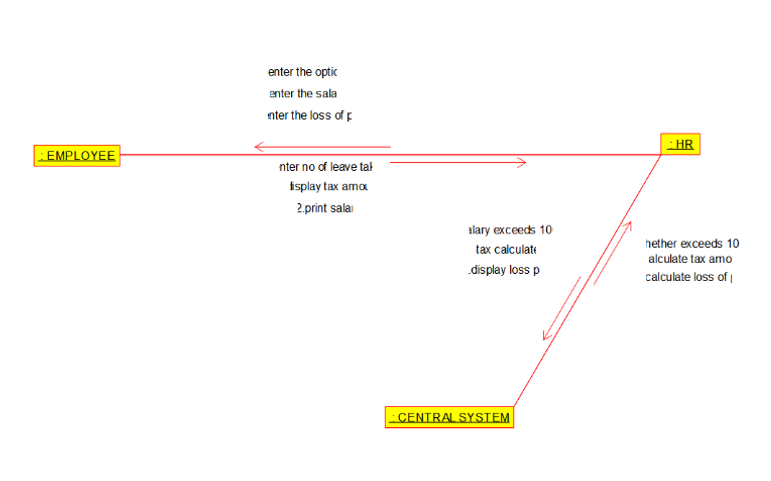 enter the optic
enter the sala
nter the loss of p
: EMPLOYEE
: HR
nter no of leave tak
isplay tax amou
2.print salar
alary exceeds 10
tax calculate
.display loss p
hether exceeds 10
alculate tax amo
calculate loss of p
: CENTRAL SYSTEM